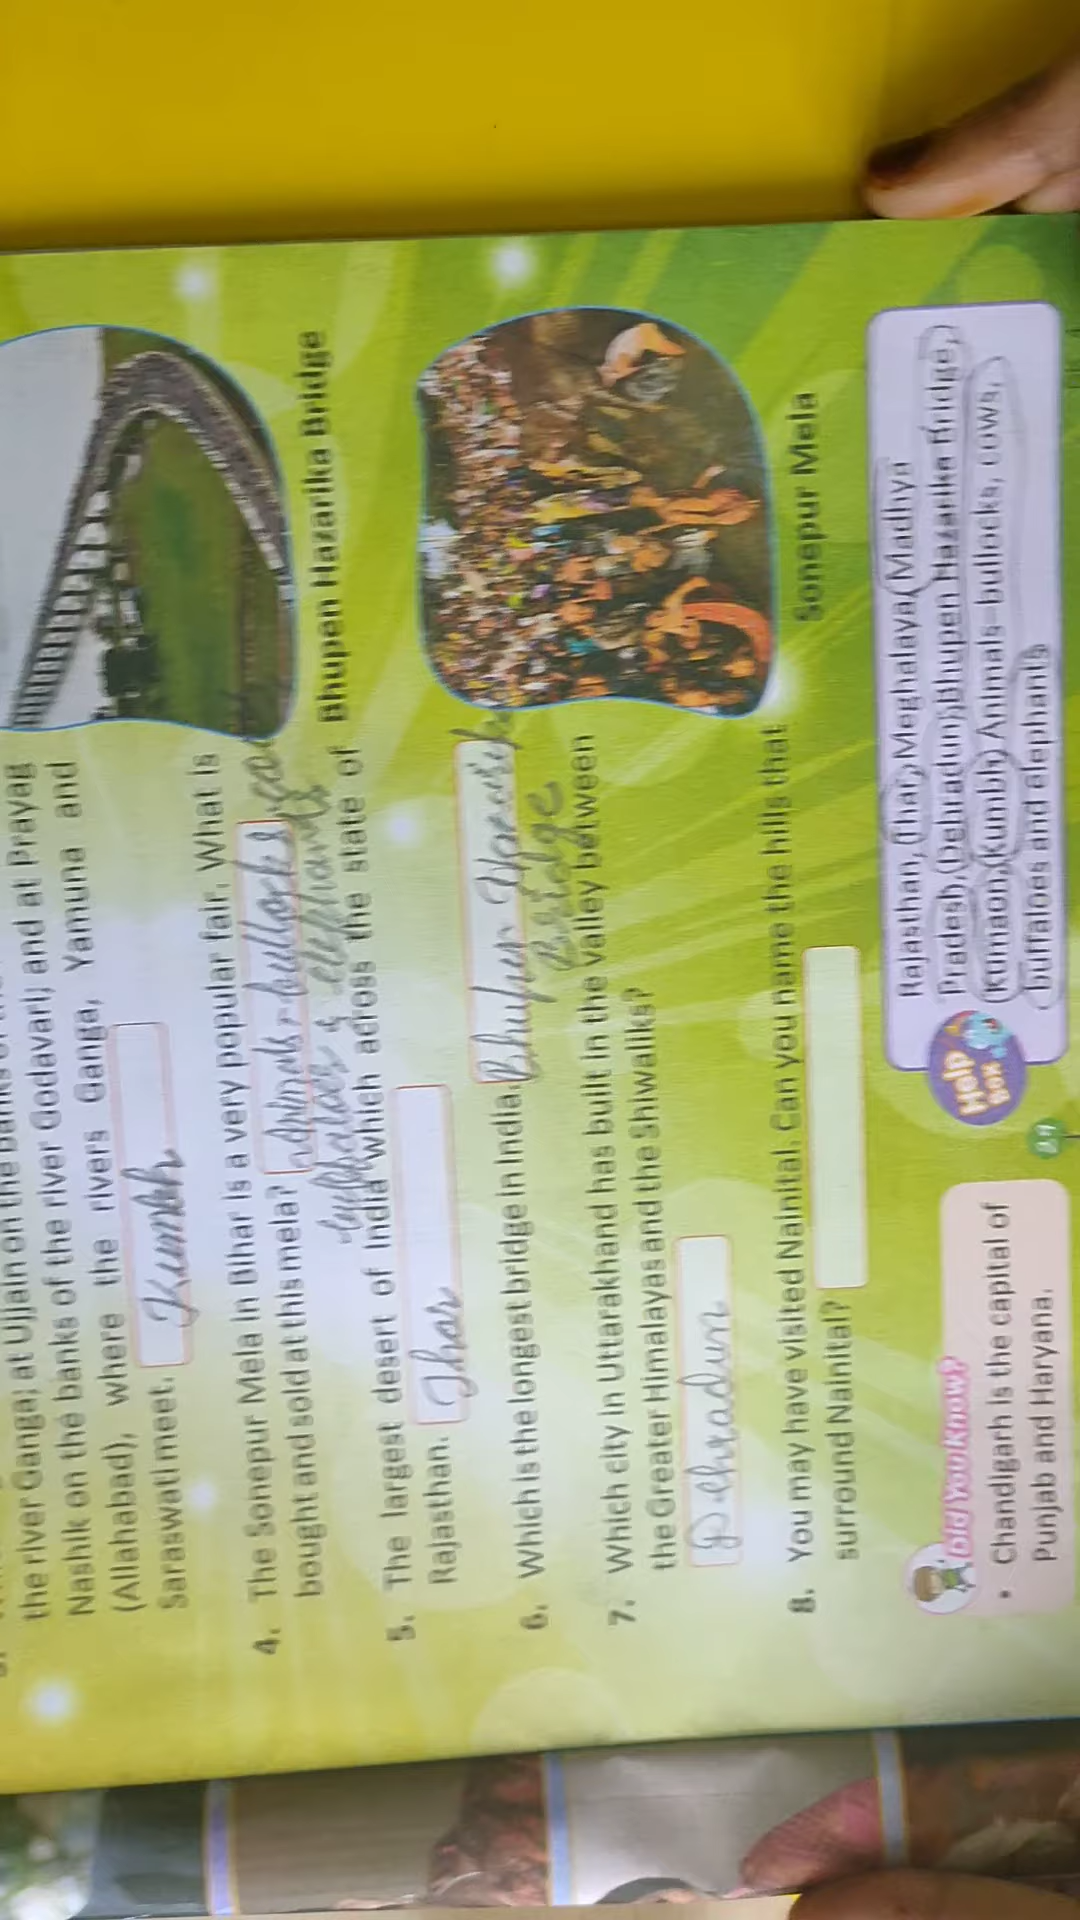 the river Ganga; at Ujjain on the banks of
Nashik on the banks of the river Godavari; and at Prayag
(Allahabad), where the rivers Ganga, Yamuna and
Saraswati meet. Kumbh
4. The Sonepur Mela in Bihar is a very popular fair. What is
bought and sold at this mela? Animals - bullocks,
buffaloes & elephants
Bhupen Hazarika Bridge
5. The largest desert of India which across the state of
Rajasthan. Thar
6. Which is the longest bridge in India.
Bridge
7. Which city in Uttarakhand has built in the valley between
the Greater Himalayas and the Shiwaliks?
Dehradun
Sonepur Mela
8. You may have visited Nainital. Can you name the hills that
surround Nainital?
Did You Know?
• Chandigarh is the capital of
Punjab and Haryana.
Help
Box
Rajasthan, Thar, Meghalaya, Madhya
Pradesh, Dehradun, Bhupen Hazarika Bridge,
Kumaon, Kumbh, Animals-bullocks, cows,
buffaloes and elephants